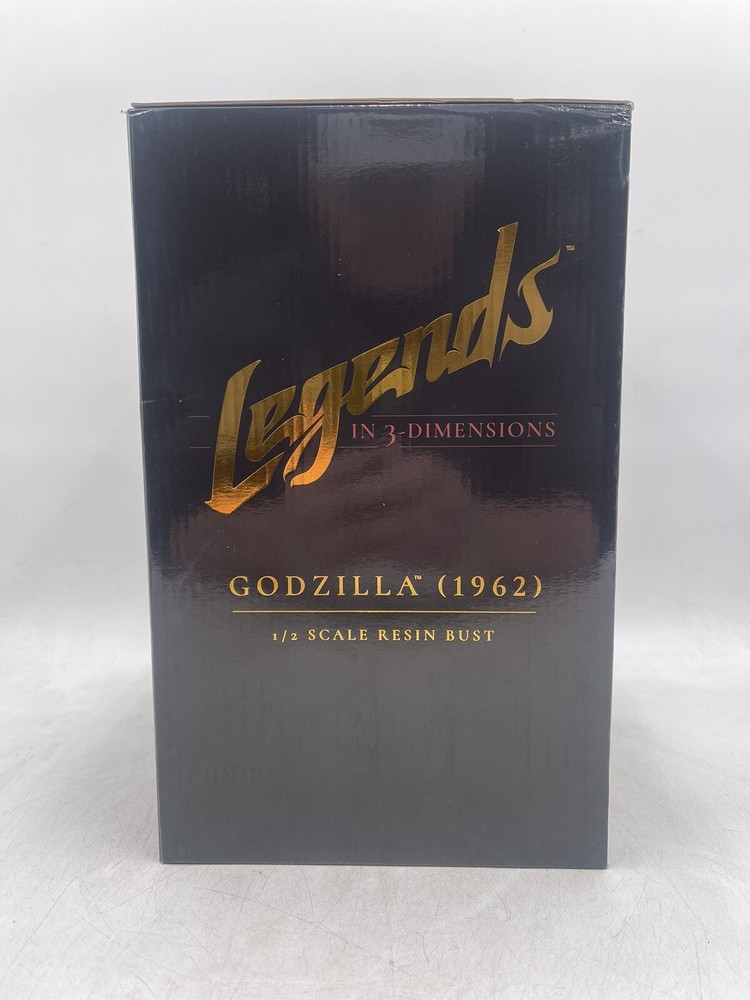 Legends™
IN 3-DIMENSIONS
GODZILLA™ (1962)
1/2 SCALE RESIN BUST